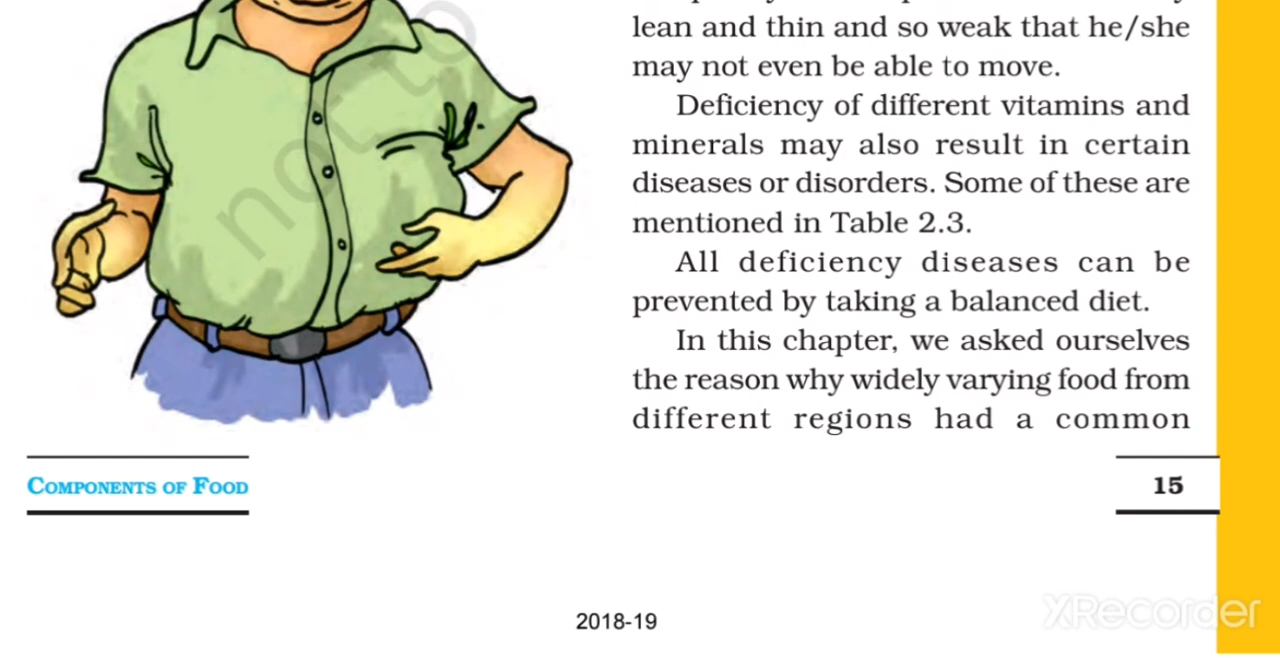 lean and thin and so weak that he/she
may not even be able to move.
Deficiency of different vitamins and
minerals may also result in certain
diseases or disorders. Some of these are
mentioned in Table 2.3.
All deficiency diseases can be
prevented by taking a balanced diet.
In this chapter, we asked ourselves
the reason why widely varying food from
different regions had a common
COMPONENTS OF FOOD
15
2018-19
XRecorder
not to